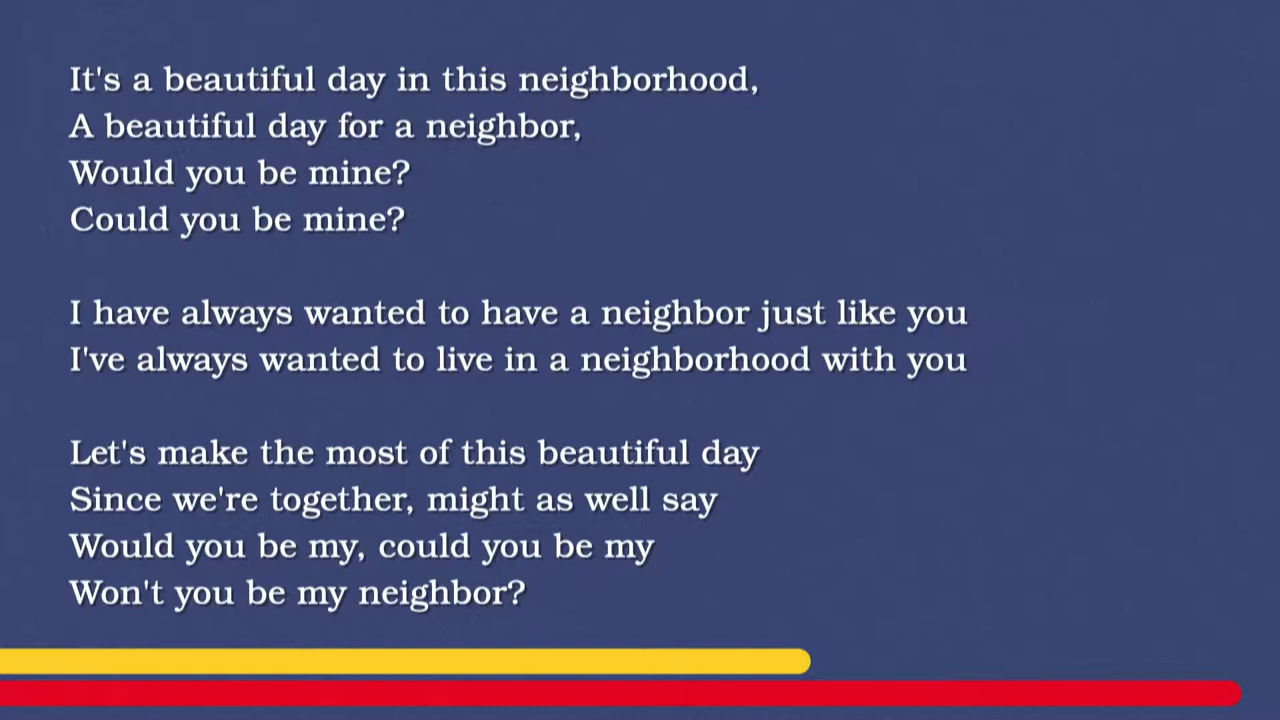 It's a beautiful day in this neighborhood,
A beautiful day for a neighbor,
Would you be mine?
Could you be mine?
I have always wanted to have a neighbor just like you
I've always wanted to live in a neighborhood with you
Let's make the most of this beautiful day
Since we're together, might as well say
Would you be my, could you be my
Won't you be my neighbor?